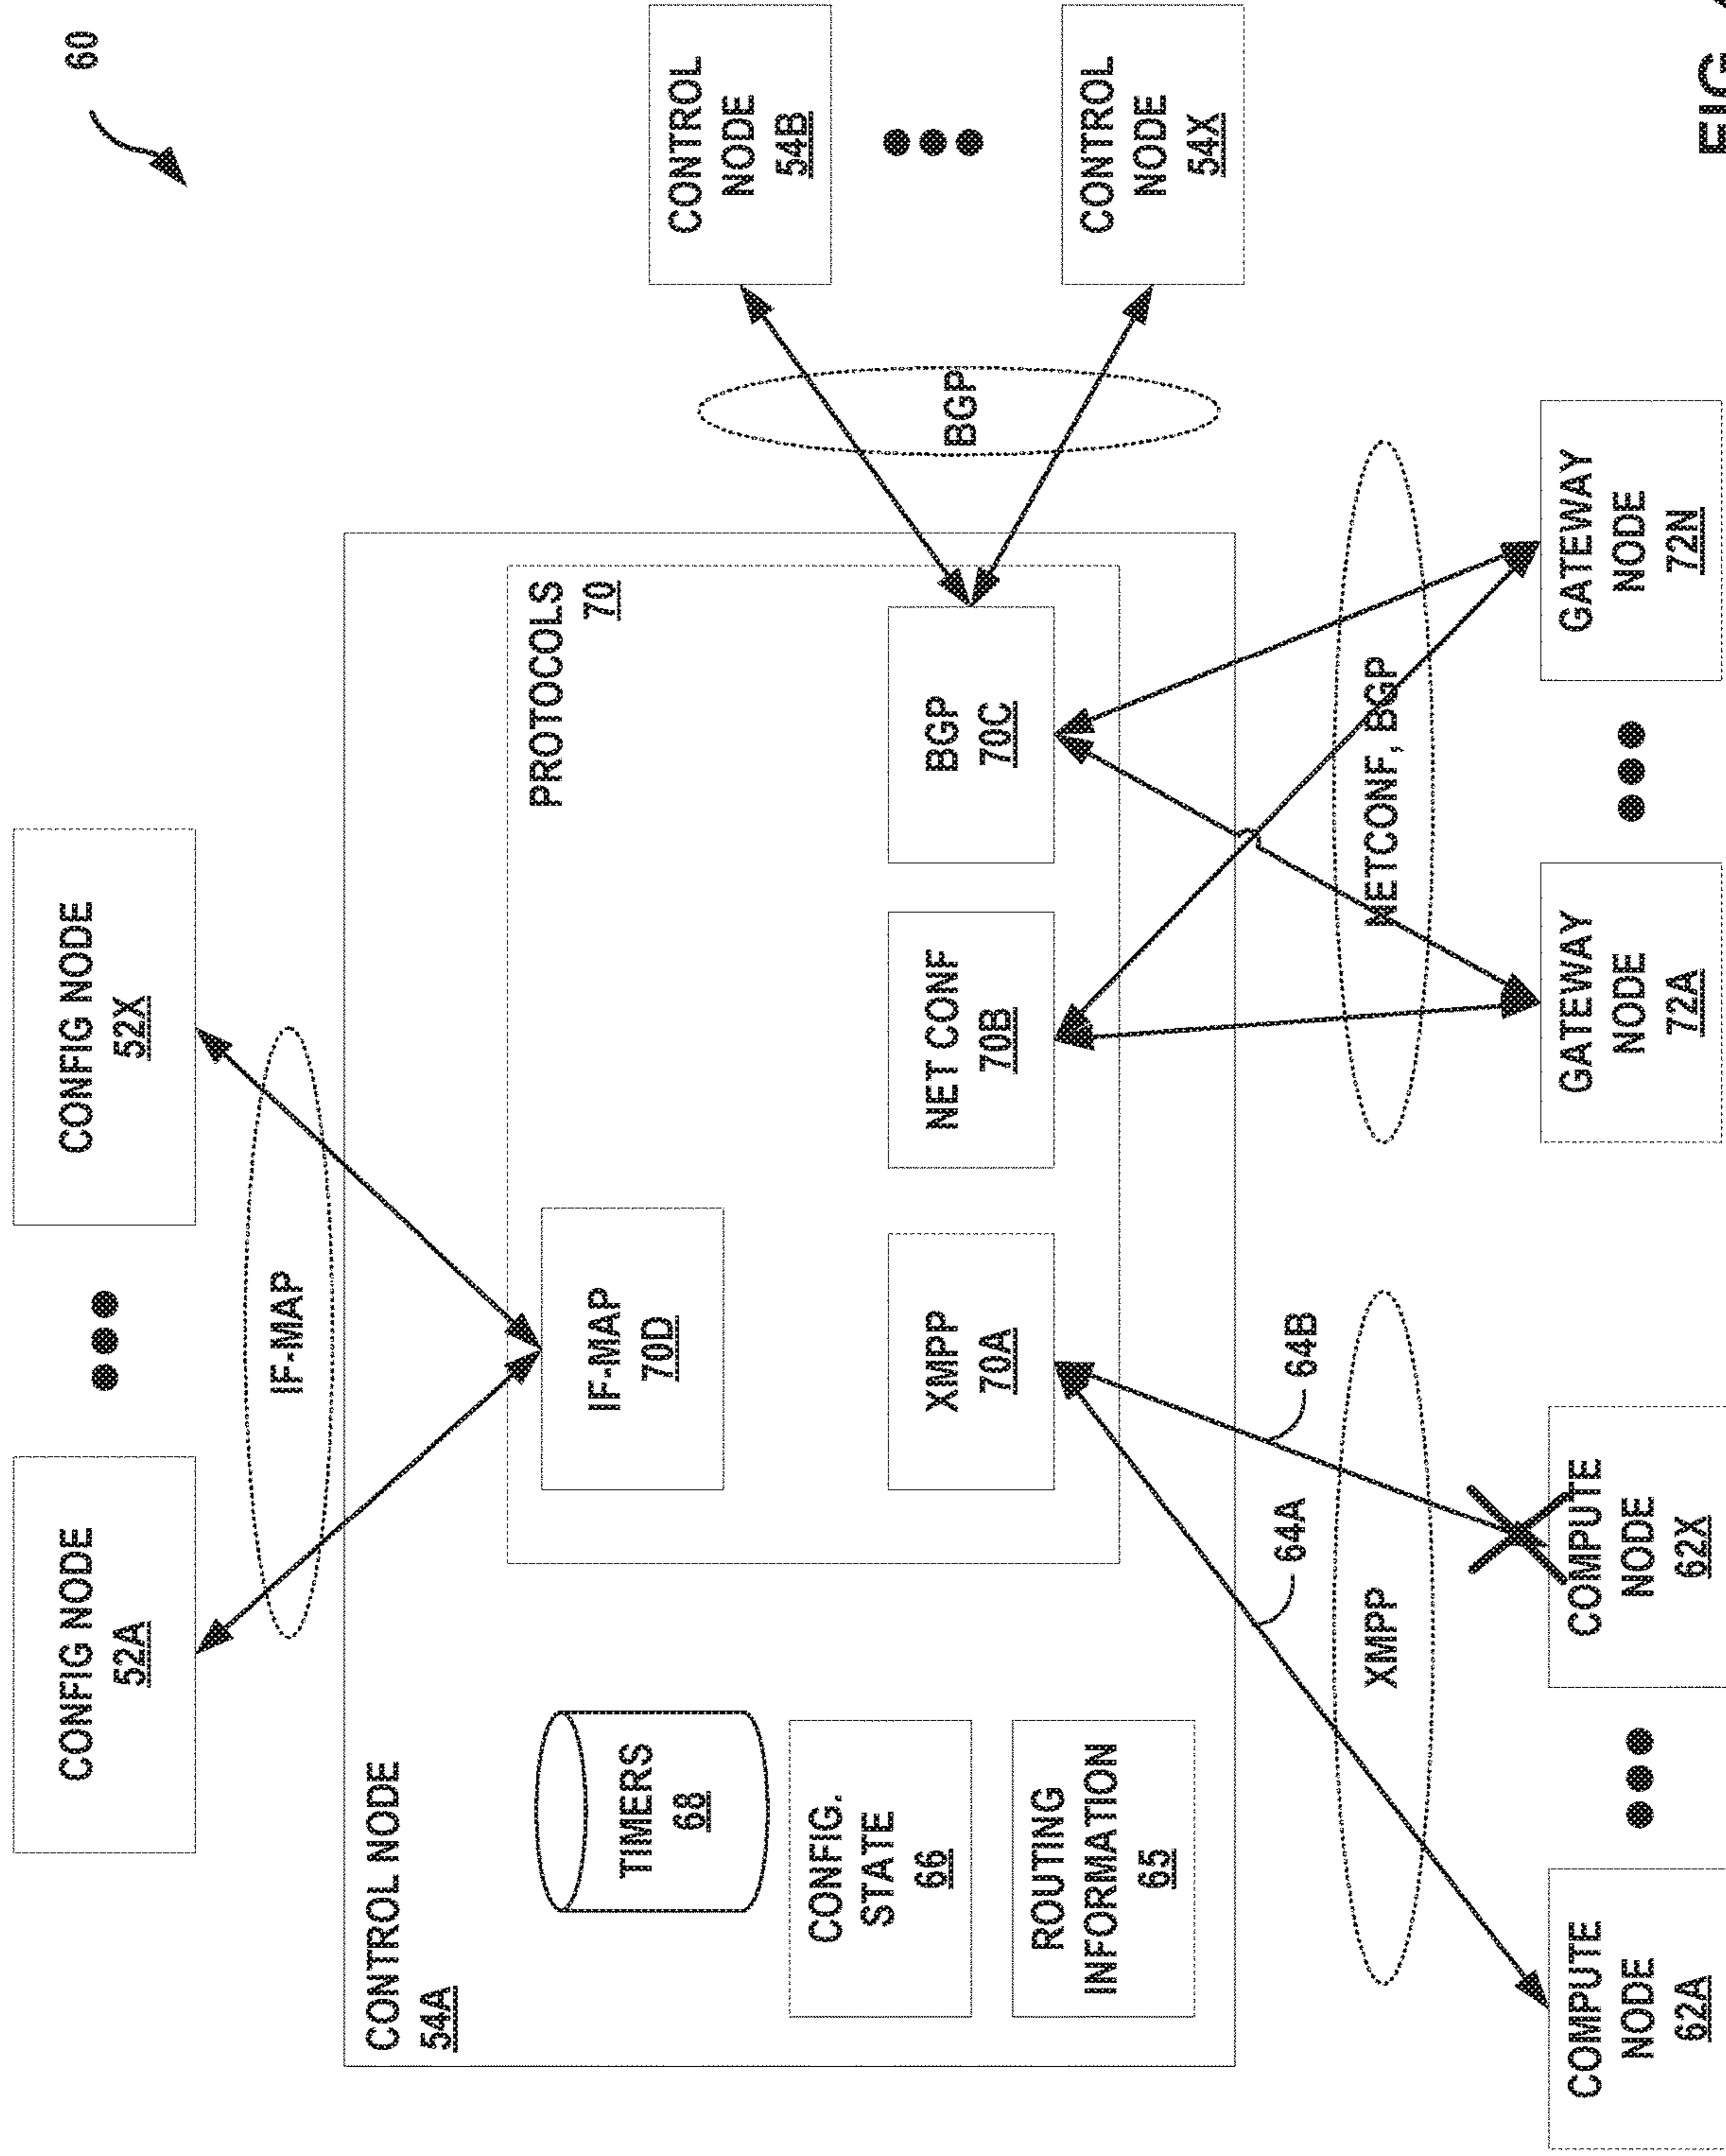 60
CONFIG NODE
52A
CONFIG NODE
52X
IF-MAP
CONTROL NODE
54A
TIMERS
68
CONFIG.
STATE
66
ROUTING
INFORMATION
65
PROTOCOLS
70
IF-MAP
70D
XMPP
70A
NET CONF
70B
BGP
70C
BGP
CONTROL
NODE
54B
CONTROL
NODE
54X
64A
64B
XMPP
NETCONF, BGP
COMPUTE
NODE
62A
COMPUTE
NODE
62X
GATEWAY
NODE
72A
GATEWAY
NODE
72N
FIG.